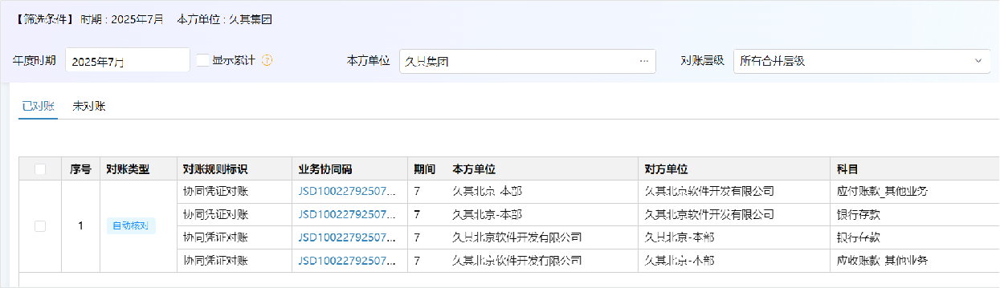 【筛选条件】 时期 : 2025年7月 本方单位 : 久其集团
年度时期 2025年7月 显示累计 ? 本方单位 久其集团 ··· 对账层级 所有合并层级
已对账 未对账
序号 对账类型 对账规则标识 业务协同码 期间 本方单位 对方单位 科目
协同凭证对账 JSD10022792507... 7 久其北京-本部 久其北京软件开发有限公司 应付账款_其他业务
协同凭证对账 JSD10022792507... 7 久其北京-本部 久其北京软件开发有限公司 银行存款
1 自动核对
协同凭证对账 JSD10022792507... 7 久其北京软件开发有限公司 久其北京-本部 银行存款
协同凭证对账 JSD10022792507... 7 久其北京软件开发有限公司 久其北京-本部 应收账款_其他业务